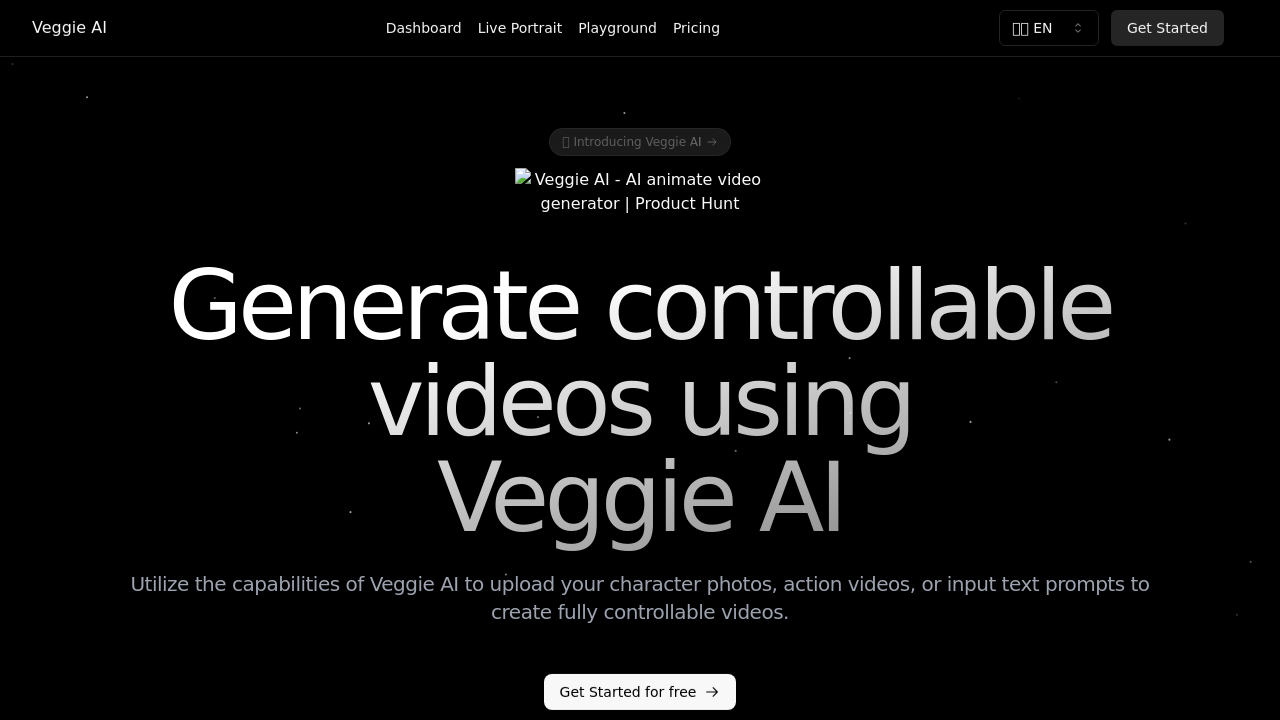 Veggie AI
Dashboard
Live Portrait
Playground
Pricing
EN
Get Started
Introducing Veggie AI →
Veggie AI - AI animate video
generator | Product Hunt
Generate controllable
videos using
Veggie AI
Utilize the capabilities of Veggie AI to upload your character photos, action videos, or input text prompts to
create fully controllable videos.
Get Started for free →